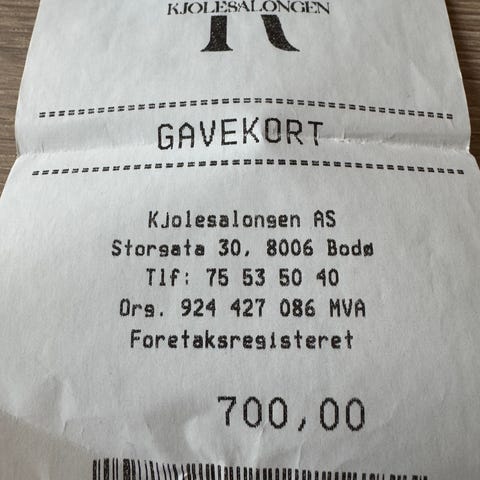 KJOLESALONGEN
GAVEKORT
Kjolesalongen AS
Storgata 30, 8006 Bodø
Tlf: 75 53 50 40
Org. 924 427 086 MVA
Foretaksregisteret
700,00